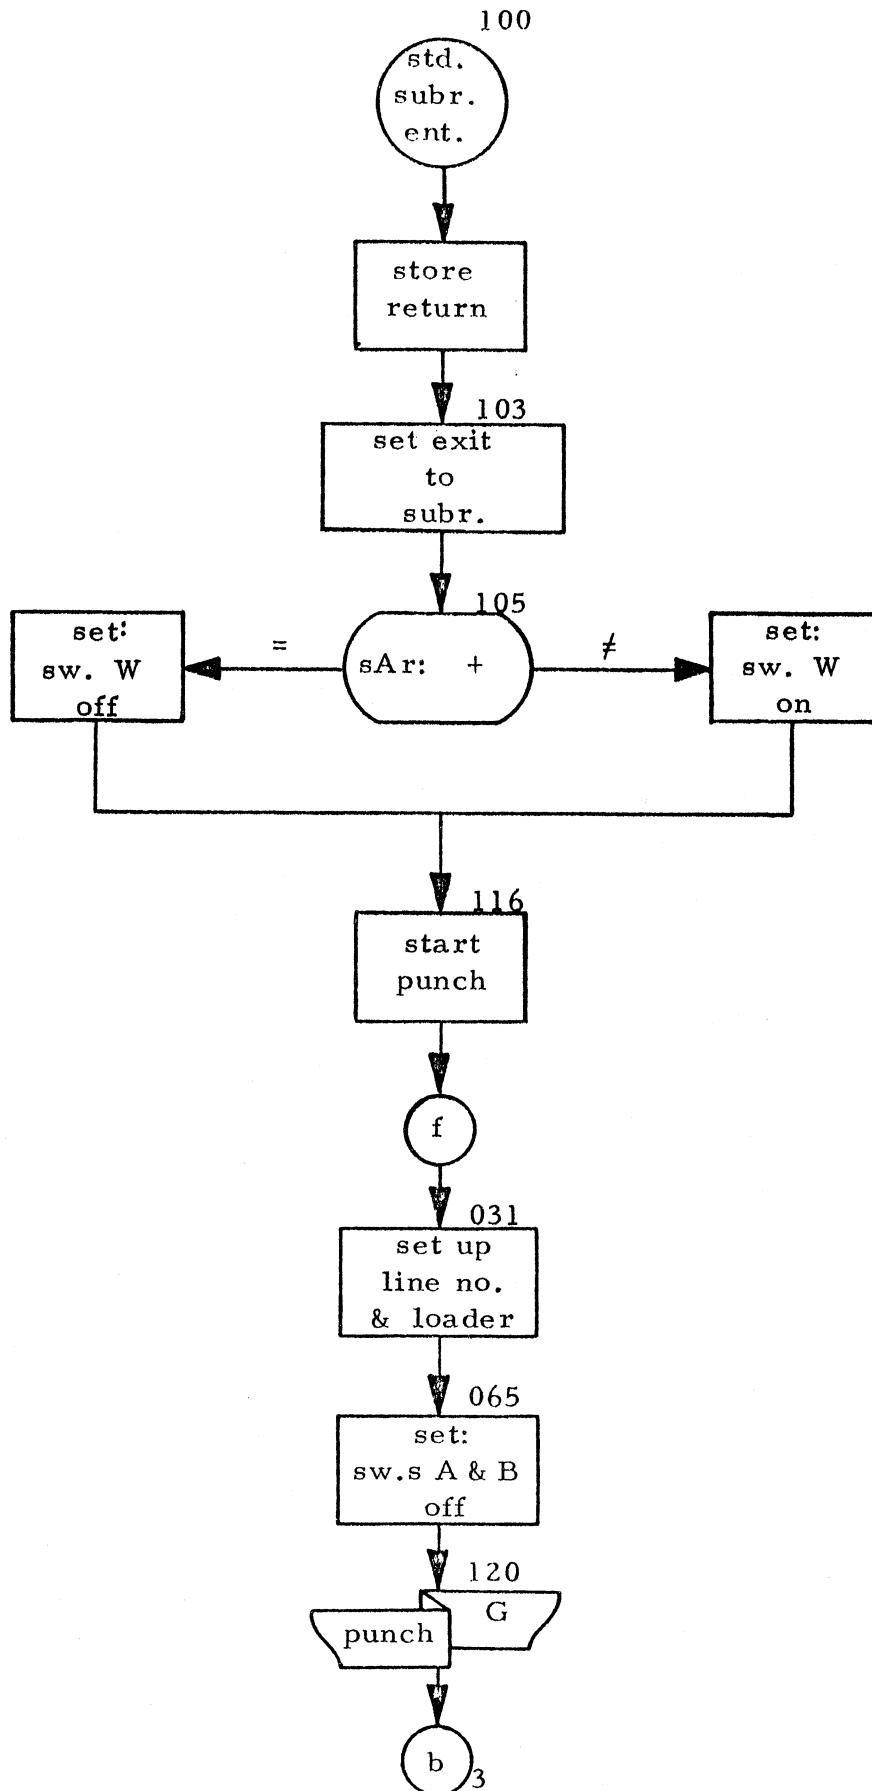 100
std.
subr.
ent.
store
return
103
set exit
to
subr.
105
set:
sw. W
off
=
sAr: +
≠
set:
sw. W
on
116
start
punch
f
031
set up
line no.
& loader
065
set:
sw.s A & B
off
120
G
punch
b
3